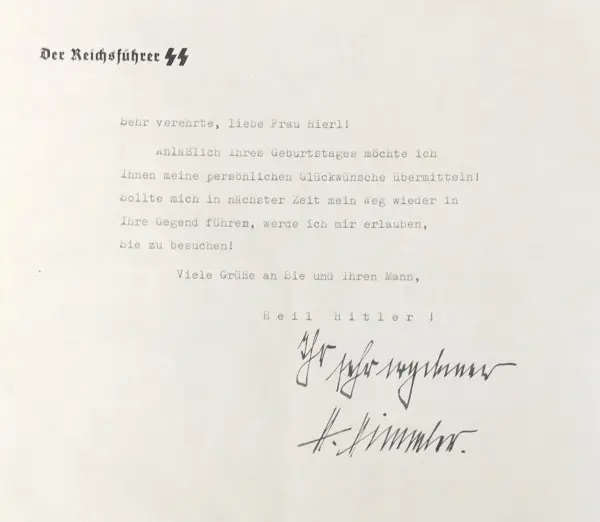 Der Reichsführer ᛋᛋ
Sehr verehrte, liebe Frau Hierl!
Anläßlich Ihres Geburtstages möchte ich
Ihnen meine persönlichen Glückwünsche übermitteln!
Sollte mich in nächster Zeit mein Weg wieder in
Ihre Gegend führen, werde ich mir erlauben,
Sie zu besuchen!
Viele Grüße an Sie und Ihren Mann,
Heil Hitler !
Ihr sehr ergebener
H. Himmler.